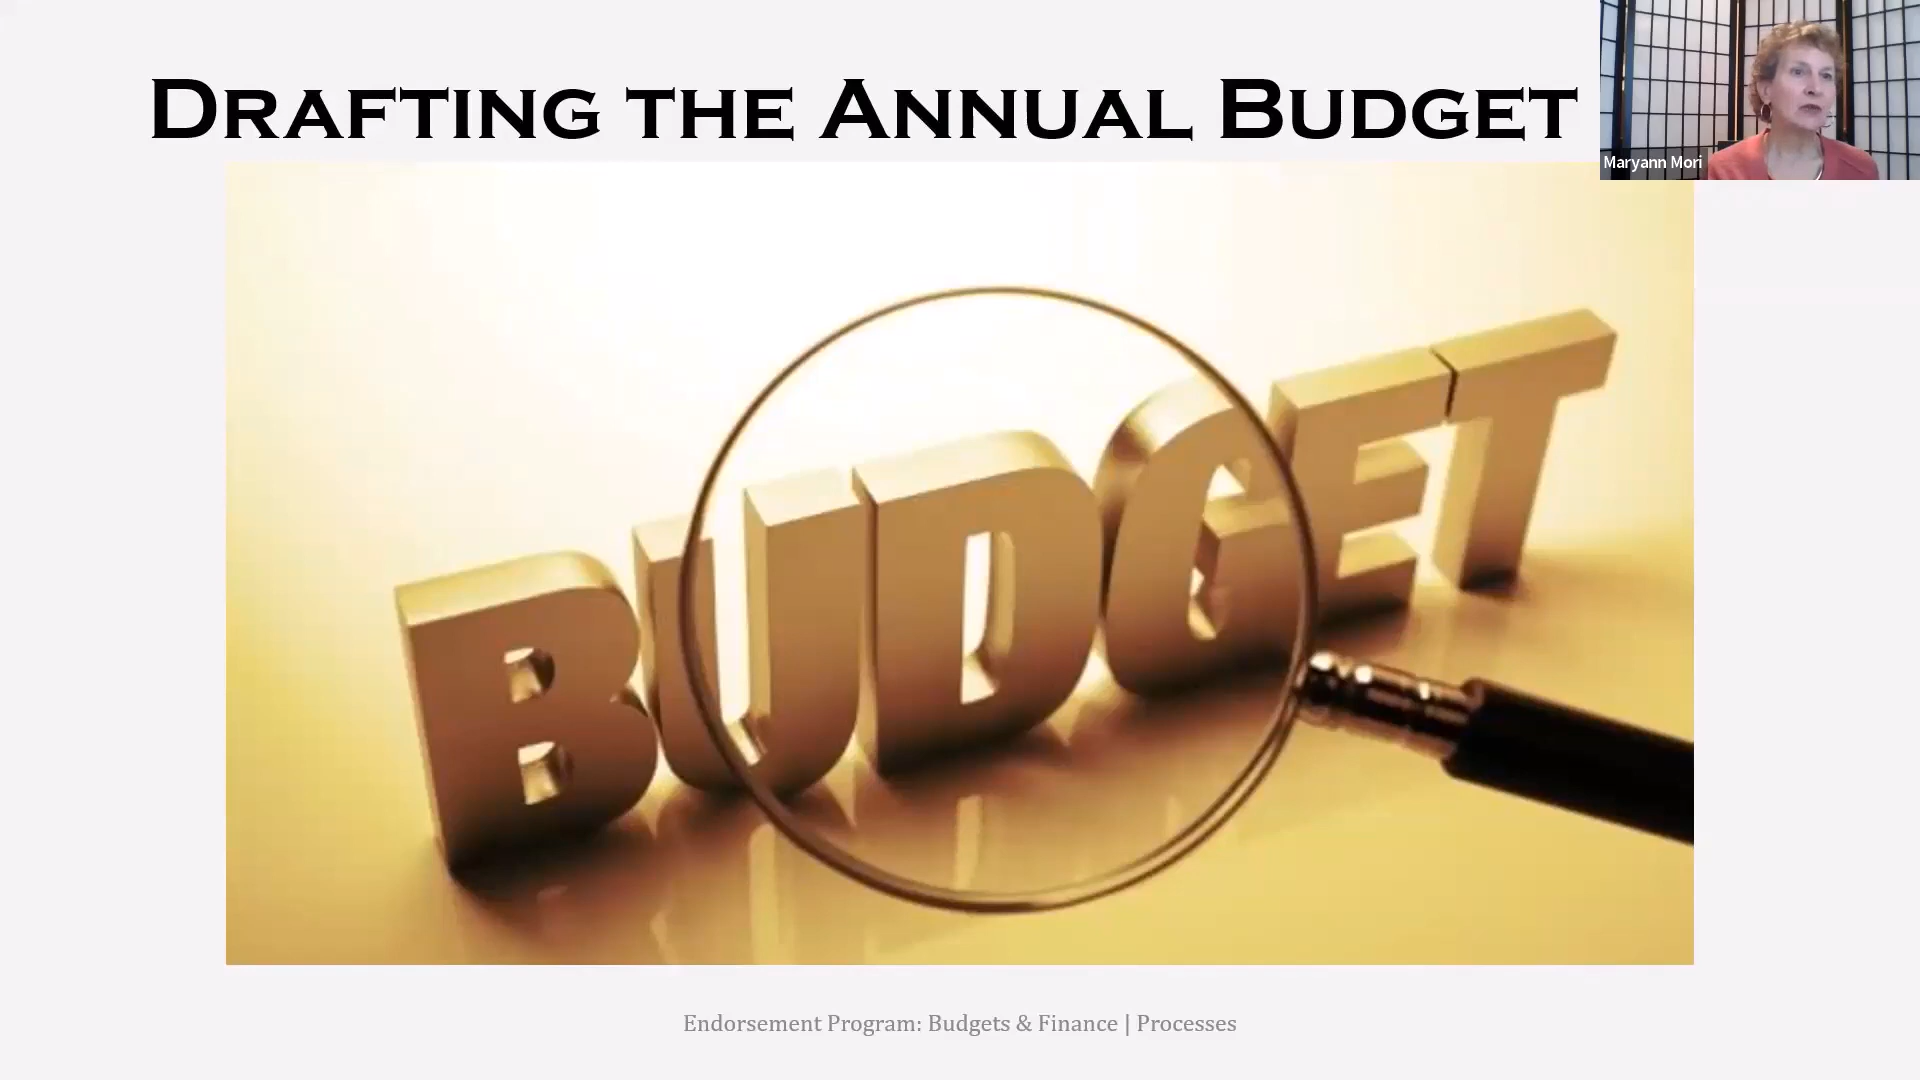 DRAFTING THE ANNUAL BUDGET
Maryann Mori
BUDGET
Endorsement Program: Budgets & Finance | Processes